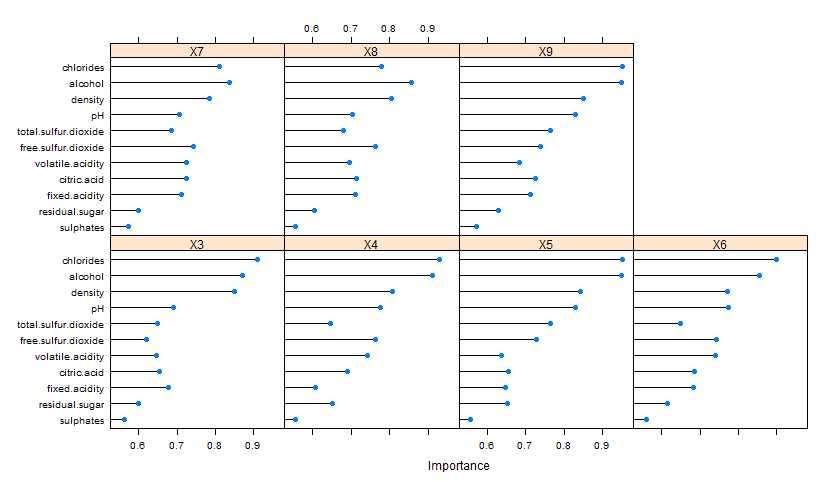 0.6 0.7 0.8 0.9
X7 X8 X9
chlorides
alcohol
density
pH
total.sulfur.dioxide
free.sulfur.dioxide
volatile.acidity
citric.acid
fixed.acidity
residual.sugar
sulphates
X3 X4 X5 X6
chlorides
alcohol
density
pH
total.sulfur.dioxide
free.sulfur.dioxide
volatile.acidity
citric.acid
fixed.acidity
residual.sugar
sulphates
0.6 0.7 0.8 0.9 0.6 0.7 0.8 0.9
Importance